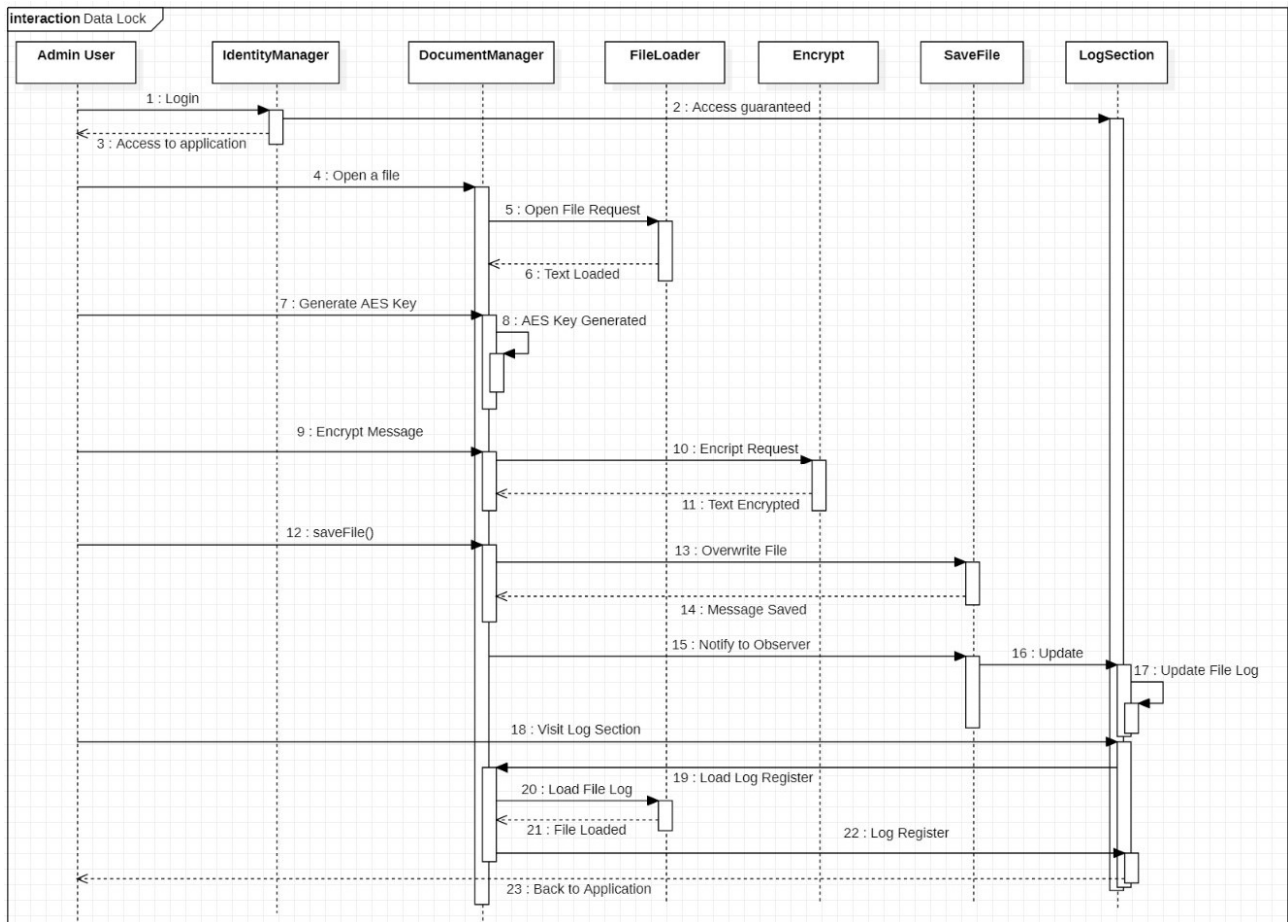 interaction Data Lock
Admin User
IdentityManager
DocumentManager
FileLoader
Encrypt
SaveFile
LogSection
1 : Login
2 : Access guaranteed
3 : Access to application
4 : Open a file
5 : Open File Request
6 : Text Loaded
7 : Generate AES Key
8 : AES Key Generated
9 : Encrypt Message
10 : Encript Request
11 : Text Encrypted
12 : saveFile()
13 : Overwrite File
14 : Message Saved
15 : Notify to Observer
16 : Update
17 : Update File Log
18 : Visit Log Section
19 : Load Log Register
20 : Load File Log
21 : File Loaded
22 : Log Register
23 : Back to Application